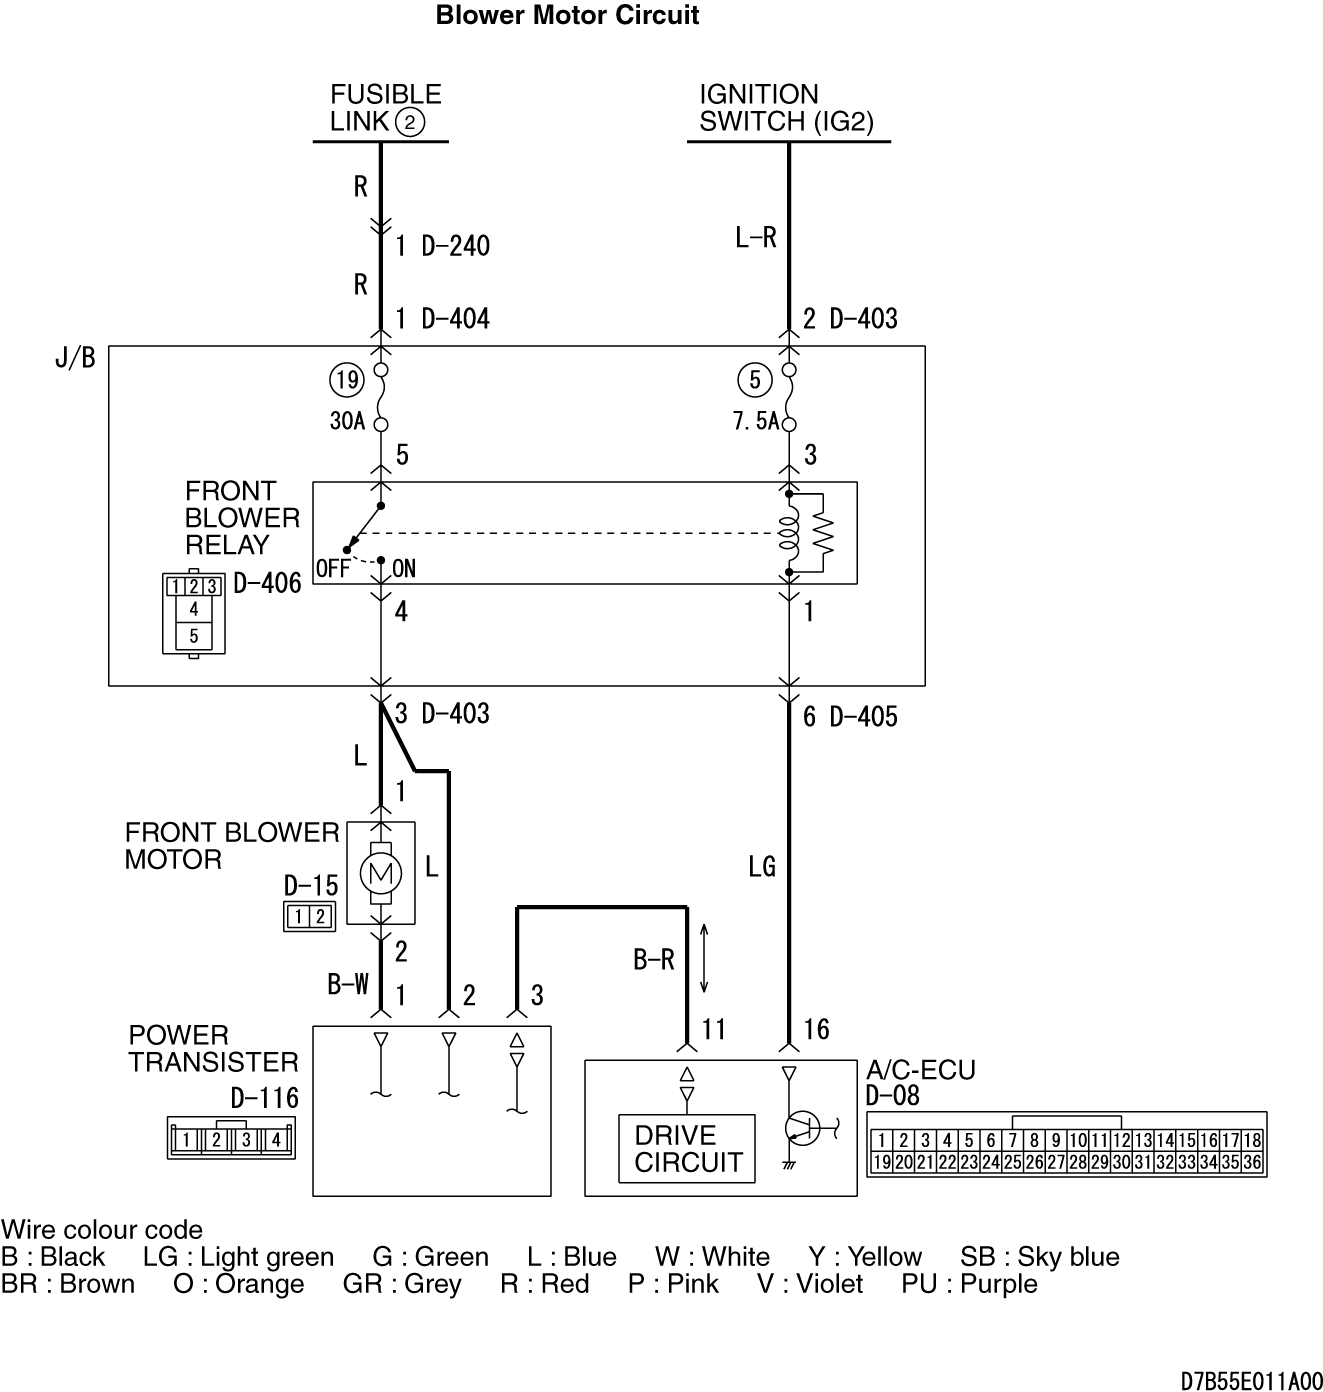 Blower Motor Circuit
FUSIBLE
LINK 2
IGNITION
SWITCH (IG2)
R
1 D-240
L-R
R
1 D-404
2 D-403
J/B
19
30A
5
7.5A
5
3
FRONT
BLOWER
RELAY
OFF
ON
D-406
1 2 3
4
5
4
1
3 D-403
6 D-405
L
1
FRONT BLOWER
MOTOR
M
L
LG
D-15
1 2
2
B-R
B-W
1
2
3
11
16
POWER
TRANSISTER
D-116
1 2 3 4
A/C-ECU
D-08
DRIVE
CIRCUIT
1 2 3 4 5 6 7 8 9 10 11 12 13 14 15 16 17 18
19 20 21 22 23 24 25 26 27 28 29 30 31 32 33 34 35 36
Wire colour code
B : Black LG : Light green G : Green L : Blue W : White Y : Yellow SB : Sky blue
BR : Brown O : Orange GR : Grey R : Red P : Pink V : Violet PU : Purple
D7B55E011A00